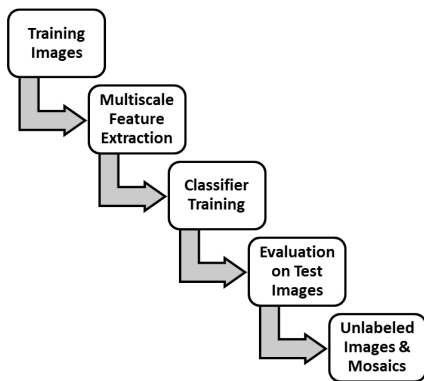 Training
Images
Multiscale
Feature
Extraction
Classifier
Training
Evaluation
on Test
Images
Unlabeled
Images &
Mosaics